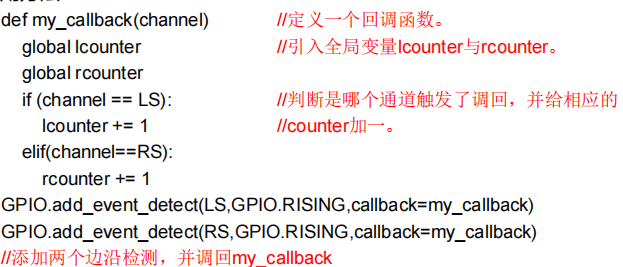 def my_callback(channel) //定义一个回调函数。
global lcounter //引入全局变量lcounter与rcounter。
global rcounter
if (channel == LS): //判断是哪个通道触发了调回，并给相应的
lcounter += 1 //counter加一。
elif(channel==RS):
rcounter += 1
GPIO.add_event_detect(LS,GPIO.RISING,callback=my_callback)
GPIO.add_event_detect(RS,GPIO.RISING,callback=my_callback)
//添加两个边沿检测，并调回my_callback